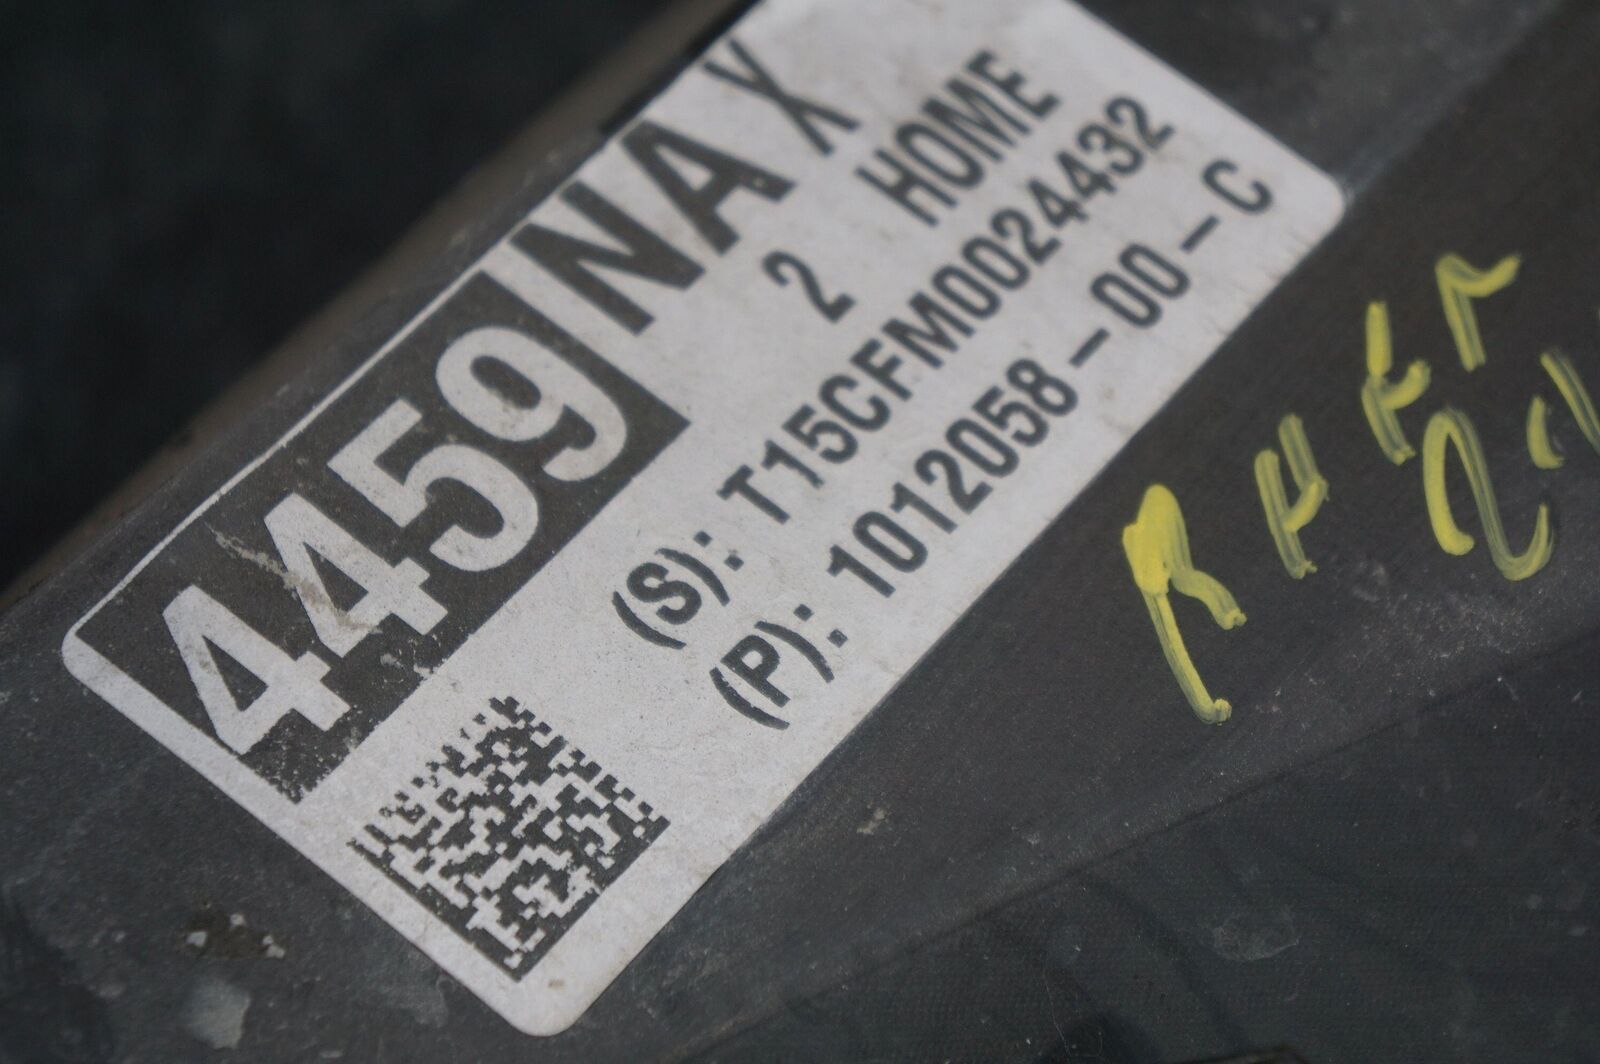 4459 NA X
2 HOME
(S): T15CFM0024432
(P): 1012058-00-C